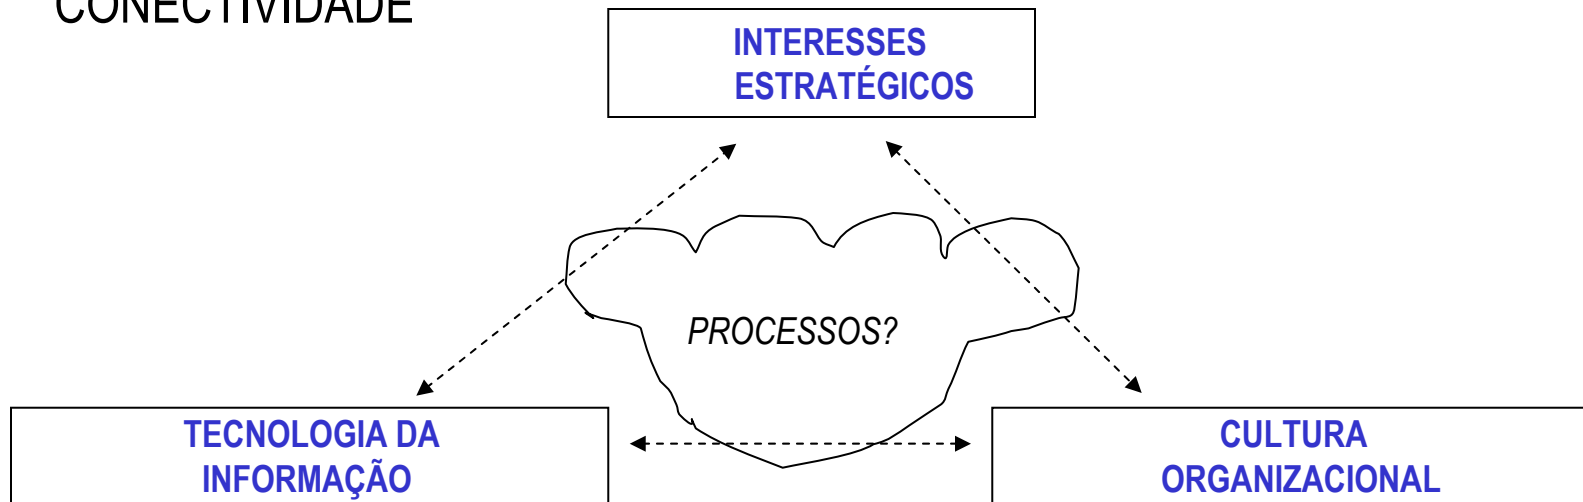 CONECTIVIDADE
INTERESSES
ESTRATÉGICOS
PROCESSOS?
TECNOLOGIA DA
INFORMAÇÃO
CULTURA
ORGANIZACIONAL